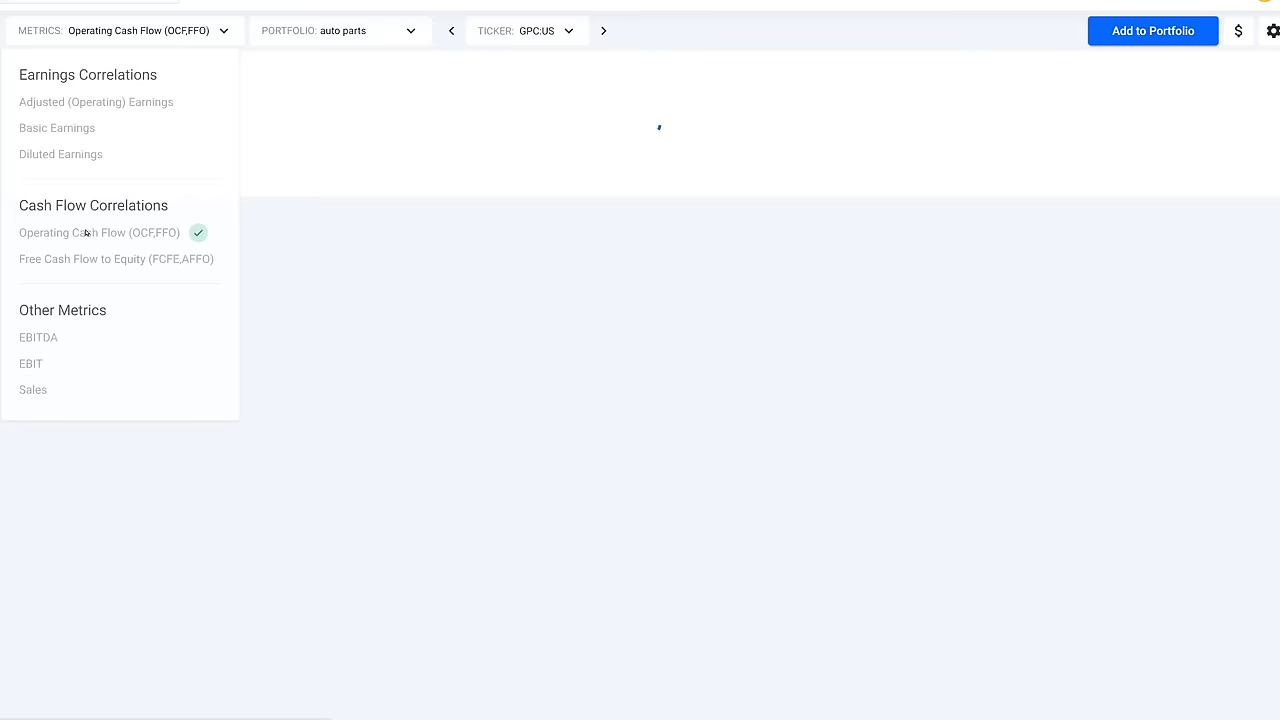 METRICS: Operating Cash Flow (OCF,FFO) PORTFOLIO: auto parts TICKER: GPC:US Add to Portfolio $
Earnings Correlations
Adjusted (Operating) Earnings
Basic Earnings
Diluted Earnings
Cash Flow Correlations
Operating Cash Flow (OCF,FFO)
Free Cash Flow to Equity (FCFE,AFFO)
Other Metrics
EBITDA
EBIT
Sales